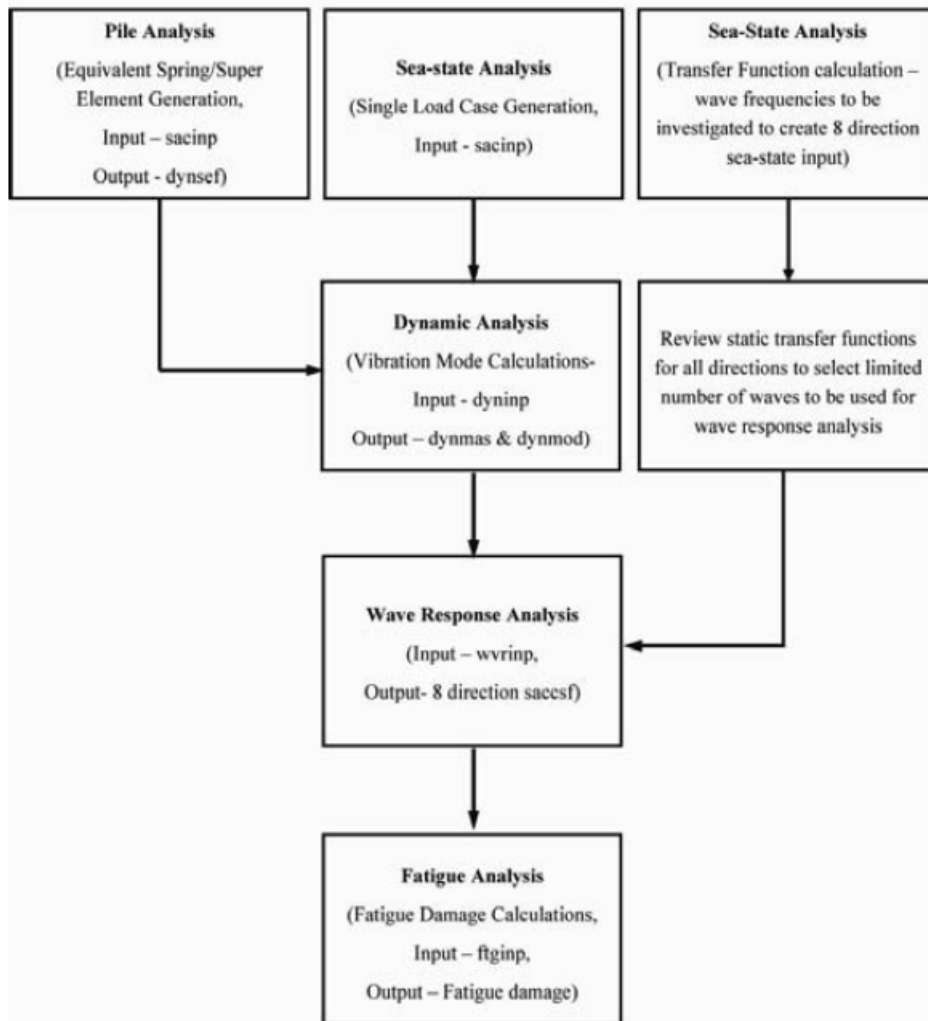 Pile Analysis
(Equivalent Spring/Super
Element Generation,
Input – sacinp
Output - dynsef)
Sea-state Analysis
(Single Load Case Generation,
Input - sacinp)
Sea-State Analysis
(Transfer Function calculation –
wave frequencies to be
investigated to create 8 direction
sea-state input)
Dynamic Analysis
(Vibration Mode Calculations-
Input - dyninp
Output – dynmas & dynmod)
Review static transfer functions
for all directions to select limited
number of waves to be used for
wave response analysis
Wave Response Analysis
(Input – wvrinp,
Output- 8 direction saccsf)
Fatigue Analysis
(Fatigue Damage Calculations,
Input – ftginp,
Output – Fatigue damage)